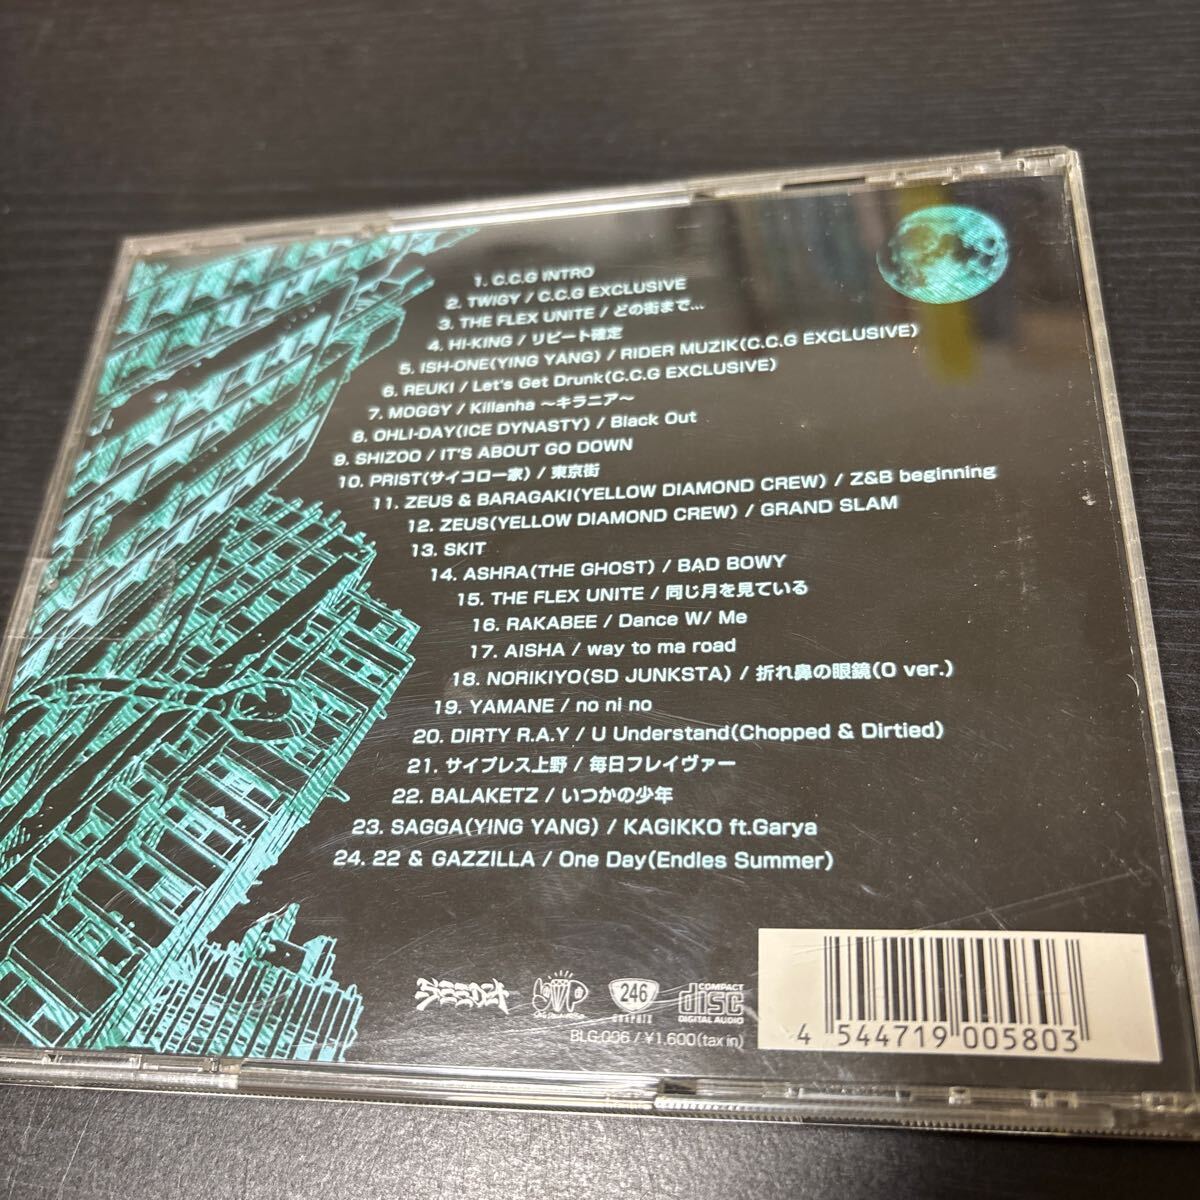 1. C.C.G INTRO
2. TWIGY / C.C.G EXCLUSIVE
3. THE FLEX UNITE / どの街まで...
4. HI-KING / リピート確定
5. ISH-ONE(YING YANG) / RIDER MUZIK(C.C.G EXCLUSIVE)
6. REUKI / Let's Get Drunk(C.C.G EXCLUSIVE)
7. MOGGY / Killanha ～キラニア～
8. OHLI-DAY(ICE DYNASTY) / Black Out
9. SHIZOO / IT'S ABOUT GO DOWN
10. PRIST(サイコロ一家) / 東京街
11. ZEUS & BARAGAKI(YELLOW DIAMOND CREW) / Z&B beginning
12. ZEUS(YELLOW DIAMOND CREW) / GRAND SLAM
13. SKIT
14. ASHRA(THE GHOST) / BAD BOWY
15. THE FLEX UNITE / 同じ月を見ている
16. RAKABEE / Dance W/ Me
17. AISHA / way to ma road
18. NORIKIYO(SD JUNKSTA) / 折れ鼻の眼鏡(O ver.)
19. YAMANE / no ni no
20. DIRTY R.A.Y / U Understand(Chopped & Dirtied)
21. サイプレス上野 / 毎日フレイヴァー
22. BALAKETZ / いつかの少年
23. SAGGA(YING YANG) / KAGIKKO ft.Garya
24. 22 & GAZZILLA / One Day(Endles Summer)
246
GRAPHIX
COMPACT
disc
DIGITAL AUDIO
BLG-006 / ¥1,600(tax in)
4 544719 005803